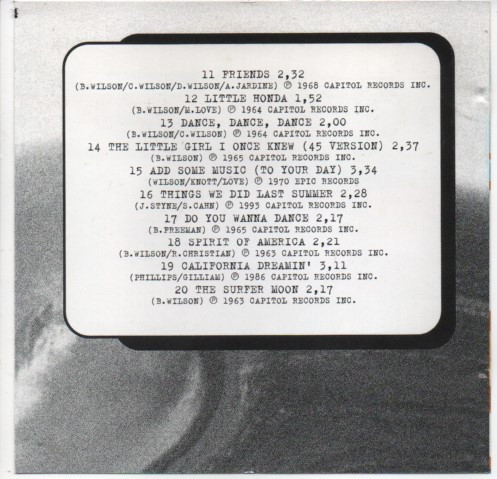 11 FRIENDS 2,32
(B.WILSON/C.WILSON/D.WILSON/A.JARDINE) ℗ 1968 CAPITOL RECORDS INC.
12 LITTLE HONDA 1,52
(B.WILSON/M.LOVE) ℗ 1964 CAPITOL RECORDS INC.
13 DANCE, DANCE, DANCE 2,00
(B.WILSON/C.WILSON) ℗ 1964 CAPITOL RECORDS INC.
14 THE LITTLE GIRL I ONCE KNEW (45 VERSION) 2,37
(B.WILSON) ℗ 1965 CAPITOL RECORDS INC.
15 ADD SOME MUSIC (TO YOUR DAY) 3,34
(WILSON/KNOTT/LOVE) ℗ 1970 EPIC RECORDS
16 THINGS WE DID LAST SUMMER 2,28
(J.STYNE/S.CAHN) ℗ 1993 CAPITOL RECORDS INC.
17 DO YOU WANNA DANCE 2,17
(B.FREEMAN) ℗ 1965 CAPITOL RECORDS INC.
18 SPIRIT OF AMERICA 2,21
(B.WILSON/R.CHRISTIAN) ℗ 1963 CAPITOL RECORDS INC.
19 CALIFORNIA DREAMIN' 3,11
(PHILLIPS/GILLIAM) ℗ 1986 CAPITOL RECORDS INC.
20 THE SURFER MOON 2,17
(B.WILSON) ℗ 1963 CAPITOL RECORDS INC.